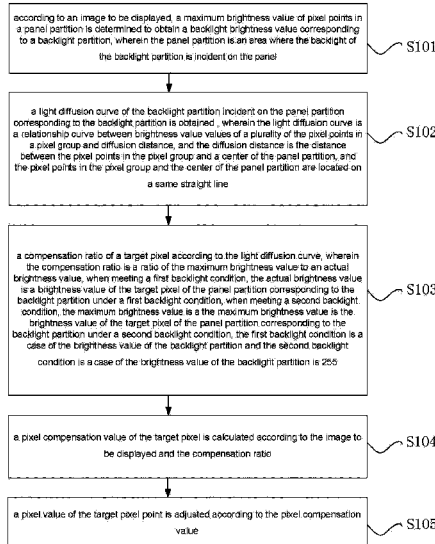 according to an image to be displayed, a maximum brightness value of pixel points in
a panel partition is determined to obtain a backlight brightness value corresponding
to a backlight partition, wherein the panel partition is an area where the backlight of
the backlight partition is incident on the panel
S101
a light diffusion curve of the backlight partition incident on the panel partition
corresponding to the backlight partition is obtained , wherein the light diffusion curve is
a relationship curve between brightness value values of a plurality of the pixel points in
a pixel group and diffusion distance, and the diffusion distance is the distance
between the pixel points in the pixel group and a center of the panel partition, and
the pixel points in the pixel group and the center of the panel partition are located on
a same straight line
S102
a compensation ratio of a target pixel according to the light diffusion curve, wherein
the compensation ratio is a ratio of the maximum brightness value to an actual
brightness value, when meeting a first backlight condition, the actual brightness value
is a brightness value of the target pixel of the panel partition corresponding to the
backlight partition under a first backlight condition, when meeting a second backlight
condition, the maximum brightness value is a the maximum brightness value is the
brightness value of the target pixel of the panel partition corresponding to the
backlight partition under a second backlight condition, the first backlight condition is a
case of the brightness value of the backlight partition and the second backlight
condition is a case of the brightness value of the backlight partition is 255
S103
a pixel compensation value of the target pixel is calculated according to the image to
be displayed and the compensation ratio
S104
a pixel value of the target pixel point is adjusted according to the pixel compensation
value
S105